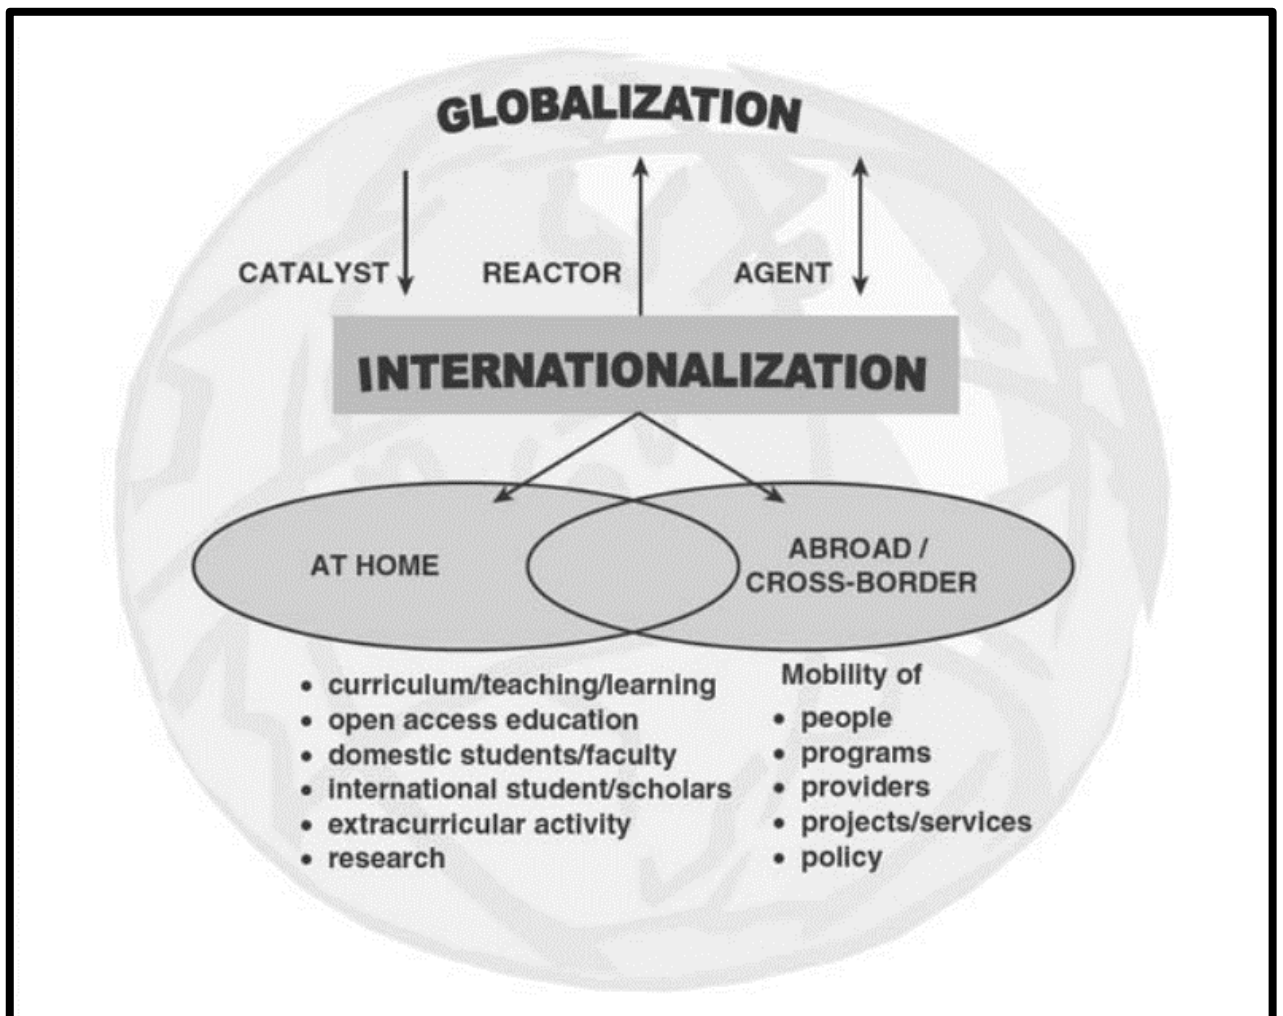 GLOBALIZATION
CATALYST
REACTOR
AGENT
INTERNATIONALIZATION
AT HOME
ABROAD /
CROSS-BORDER
• curriculum/teaching/learning
• open access education
• domestic students/faculty
• international student/scholars
• extracurricular activity
• research
Mobility of
• people
• programs
• providers
• projects/services
• policy